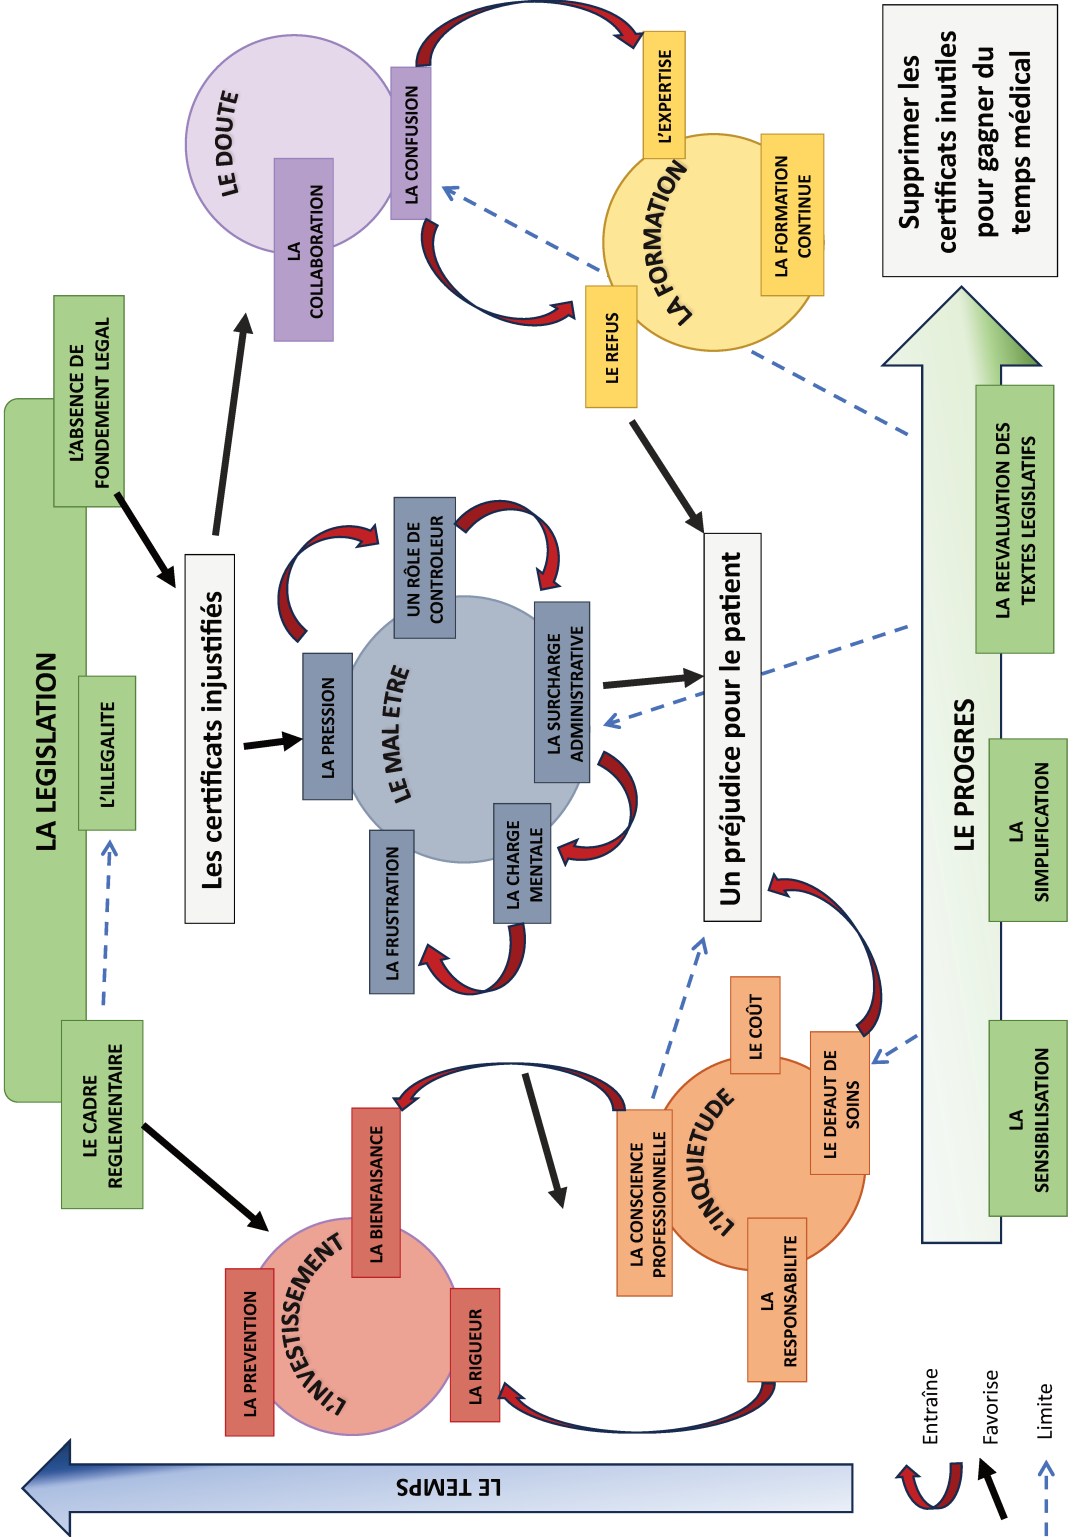 LA LEGISLATION
LE CADRE
REGLEMENTAIRE
L'ILLEGALITE
L'ABSENCE DE
FONDEMENT LEGAL
Les certificats injustifiés
LE TEMPS
LA PREVENTION
L'INVESTISSEMENT
LA BIENFAISANCE
LA RIGUEUR
LA PRESSION
LE MAL ETRE
UN RÔLE DE
CONTROLEUR
LA FRUSTRATION
LA CHARGE
MENTALE
LA SURCHARGE
ADMINISTRATIVE
LE DOUTE
LA
COLLABORATION
LA CONFUSION
LE REFUS
LA FORMATION
L'EXPERTISE
LA FORMATION
CONTINUE
LA CONSCIENCE
PROFESSIONNELLE
L'INQUIETUDE
LE COÛT
LA
RESPONSABILITE
LE DEFAUT DE
SOINS
Un préjudice pour le patient
LE PROGRES
LA
SENSIBILISATION
LA
SIMPLIFICATION
LA REEVALUATION DES
TEXTES LEGISLATIFS
Supprimer les
certificats inutiles
pour gagner du
temps médical
Entraîne
Favorise
Limite